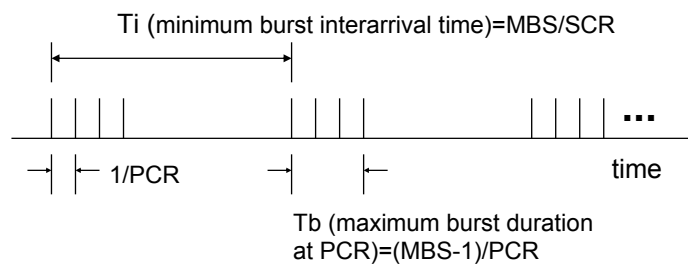 Ti (minimum burst interarrival time)=MBS/SCR
...
1/PCR
time
Tb (maximum burst duration
at PCR)=(MBS-1)/PCR